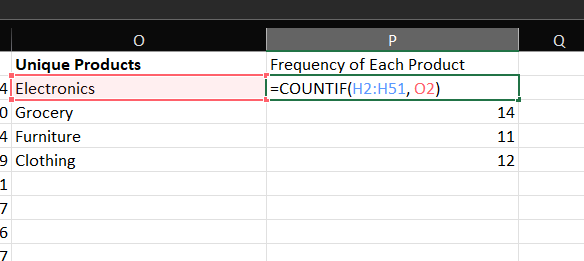 O P Q
Unique Products Frequency of Each Product
4 Electronics =COUNTIF(H2:H51, O2)
0 Grocery 14
4 Furniture 11
9 Clothing 12
1
7
6
7